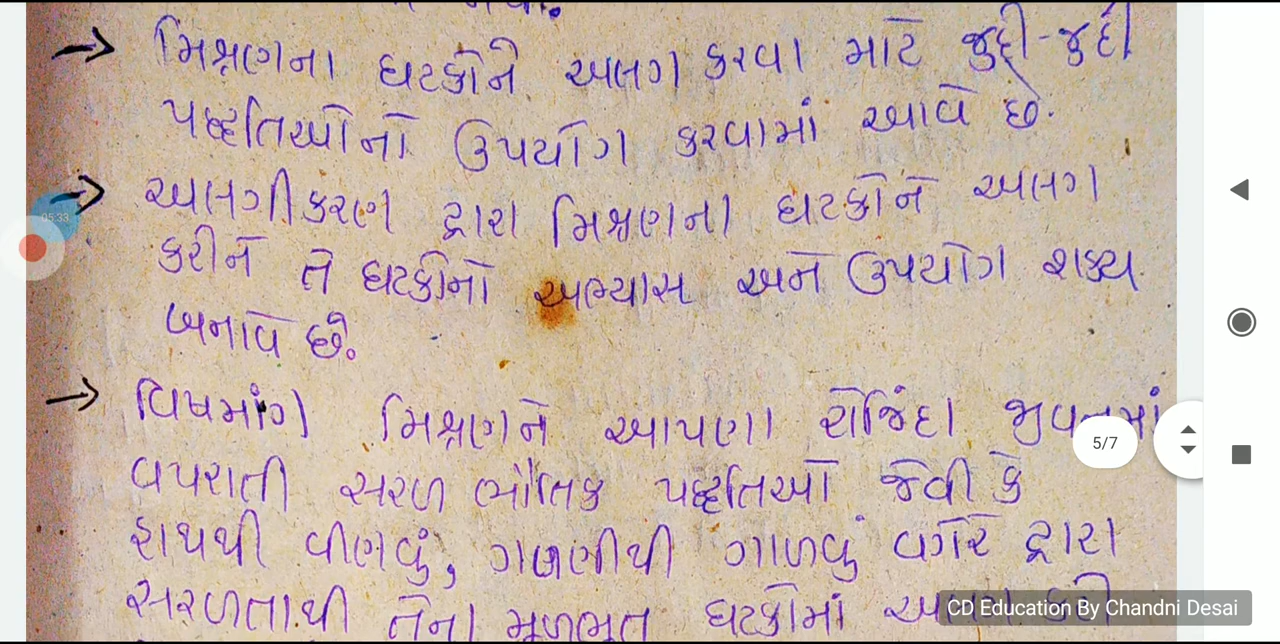 → મિશ્રણના ઘટકોને અલગ કરવા માટે જુદી-જુદી
પદ્ધતિઓનો ઉપયોગ કરવામાં આવે છે.
→ અલગીકરણ દ્વારા મિશ્રણના ઘટકોને અલગ
કરીને તે ઘટકોનો અભ્યાસ અને ઉપયોગ શક્ય
બનાવે છે.
→ વિષમાંગ મિશ્રણને આપણા રોજિંદા જીવનમાં
વપરાતી સરળ ભૌતિક પદ્ધતિઓ જેવી કે
હાથથી વીણવું, ગળણીથી ગાળવું વગેરે દ્વારા
સરળતાથી તેના મૂળભૂત ઘટકોમાં
05:33
5/7
CD Education By Chandni Desai